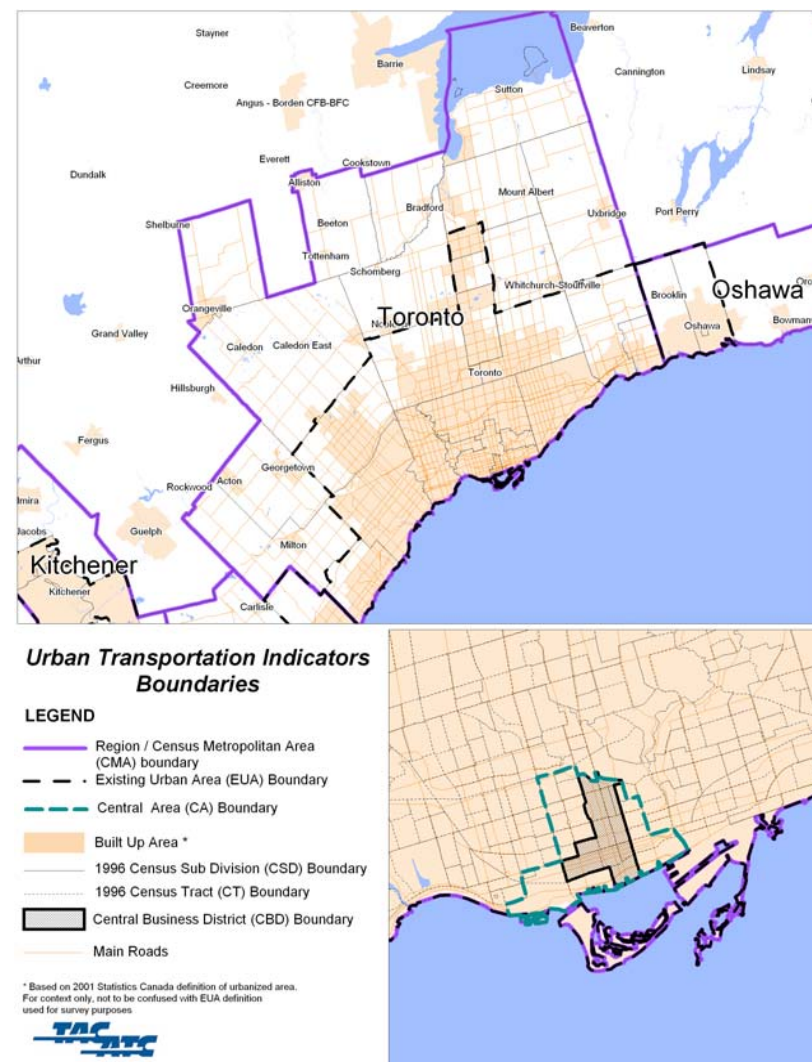 Stayner
Beaverton
Barrie
Cannington
Lindsay
Creemore
Sutton
Angus - Borden CFB-BFC
Everett
Cookstown
Dundalk
Alliston
Mount Albert
Bradford
Beeton
Uxbridge
Port Perry
Shelburne
Tottenham
Schomberg
Whitchurch-Stouffville
Oshawa
Brooklin
Orangeville
Toronto
Oshawa
Grand Valley
Caledon
Caledon East
Arthur
Toronto
Hillsburgh
Fergus
Georgetown
Rockwood
Acton
Guelph
Milton
Kitchener
Kitchener
Carlisle
Urban Transportation Indicators
Boundaries
LEGEND
Region / Census Metropolitan Area
(CMA) boundary
Existing Urban Area (EUA) Boundary
Central Area (CA) Boundary
Built Up Area *
1996 Census Sub Division (CSD) Boundary
1996 Census Tract (CT) Boundary
Central Business District (CBD) Boundary
Main Roads
* Based on 2001 Statistics Canada definition of urbanized area.
For context only, not to be confused with EUA definition
used for survey purposes
TAC
ATC